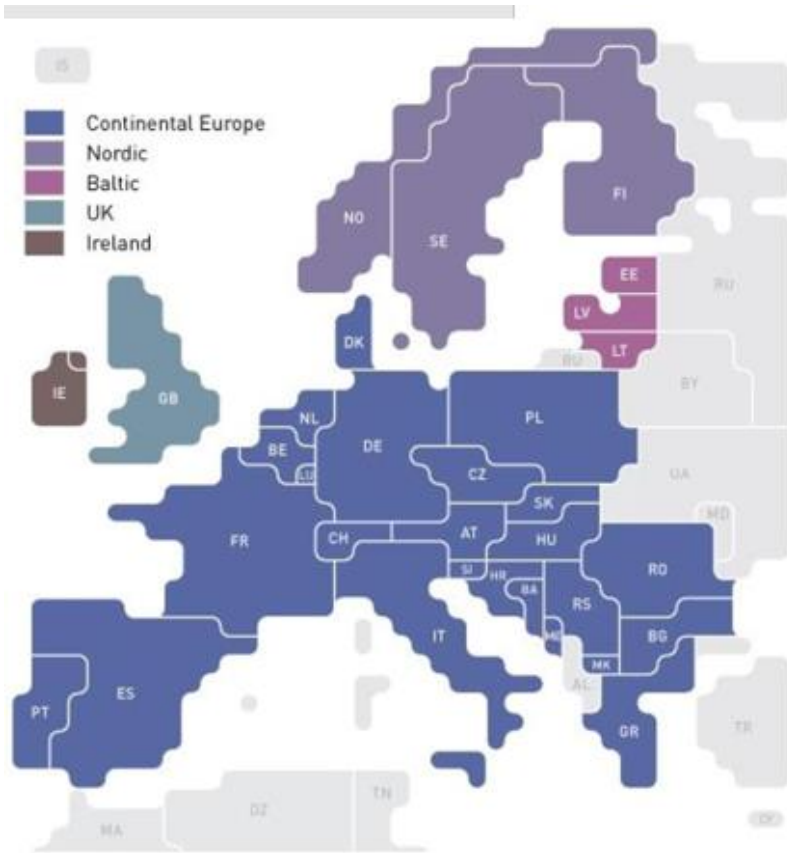 IS
Continental Europe
Nordic
Baltic
UK
Ireland
NO
SE
FI
EE
LV
LT
RU
RU
BY
DK
IE
GB
NL
BE
LU
DE
PL
CZ
SK
UA
MD
FR
CH
AT
HU
RO
SI
HR
BA
RS
IT
ME
BG
MK
AL
ES
PT
GR
TR
TN
DZ
MA
CY